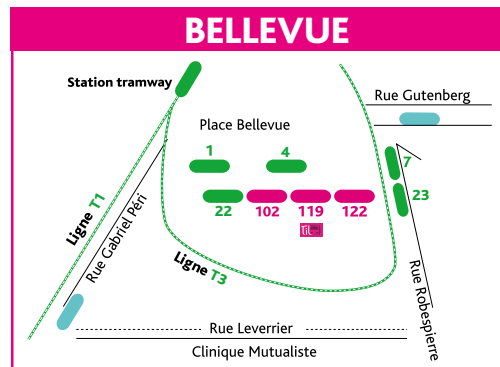 BELLEVUE
Station tramway
Rue Gutenberg
Place Bellevue
1
4
7
22
102
119
122
23
Ligne T1
Rue Gabriel Péri
Ligne T3
Rue Robespierre
Rue Leverrier
Clinique Mutualiste